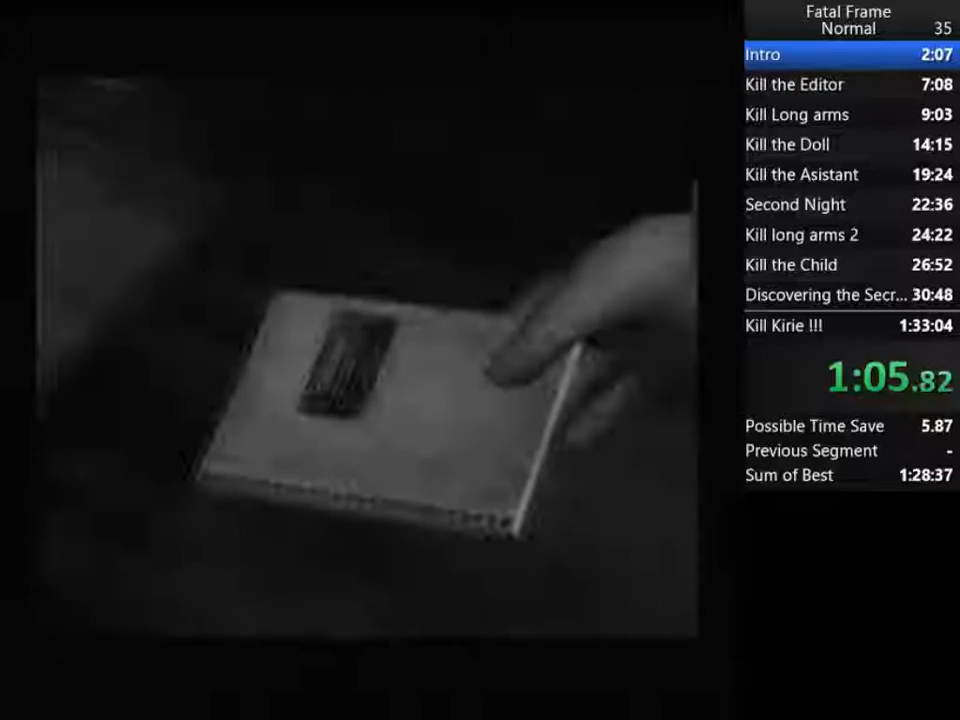 Fatal Frame
Normal 35
Intro 2:07
Kill the Editor 7:08
Kill Long arms 9:03
Kill the Doll 14:15
Kill the Asistant 19:24
Second Night 22:36
Kill long arms 2 24:22
Kill the Child 26:52
Discovering the Secr... 30:48
Kill Kirie !!! 1:33:04
1:05.82
Possible Time Save 5.87
Previous Segment -
Sum of Best 1:28:37